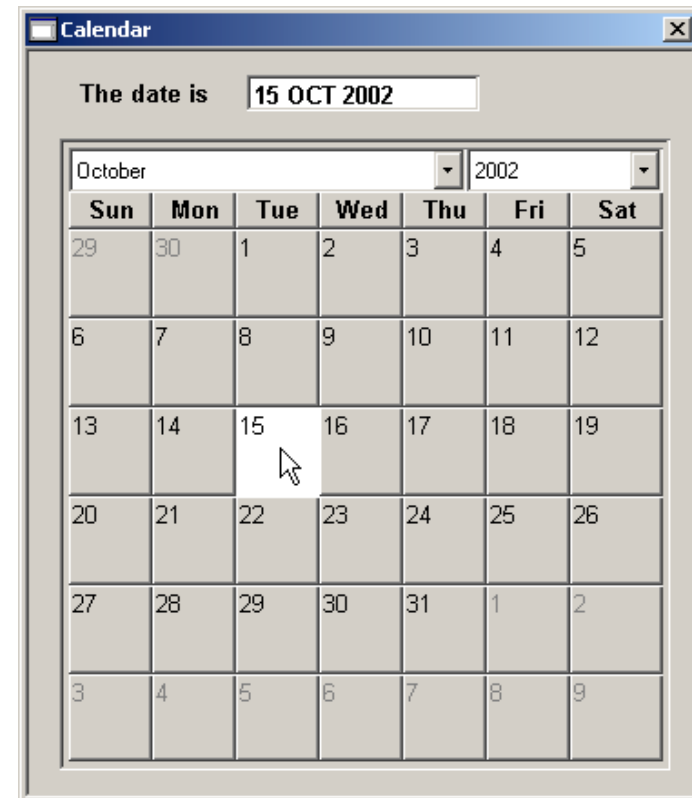 Calendar
The date is 15 OCT 2002
October 2002
Sun Mon Tue Wed Thu Fri Sat
29 30 1 2 3 4 5
6 7 8 9 10 11 12
13 14 15 16 17 18 19
20 21 22 23 24 25 26
27 28 29 30 31 1 2
3 4 5 6 7 8 9